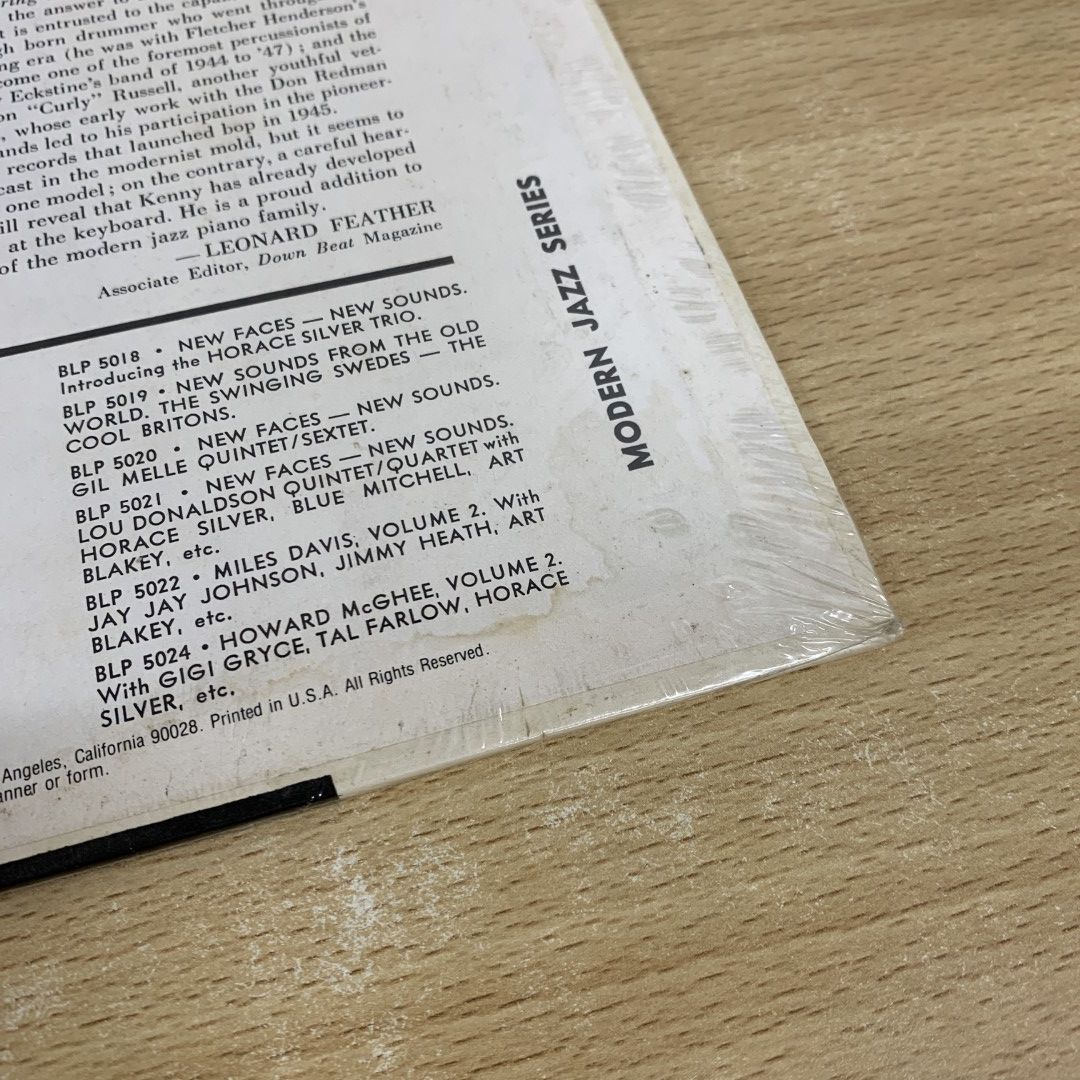 the answer to
t is entrusted to the
gh born drummer who went
ng era (he was with Fletcher Henderson's
come one of the foremost percussionists of
Eckstine's band of 1944 to '47); and the
on "Curly" Russell, another youthful vet-
, whose early work with the Don Redman
ands led to his participation in the pioneer-
records that launched bop in 1945.
cast in the modernist mold, but it seems to
one model; on the contrary, a careful hear-
ill reveal that Kenny has already developed
at the keyboard. He is a proud addition to
of the modern jazz piano family.
— LEONARD FEATHER
Associate Editor, Down Beat Magazine
BLP 5018 • NEW FACES — NEW SOUNDS.
Introducing the HORACE SILVER TRIO.
BLP 5019 • NEW SOUNDS FROM THE OLD
WORLD. THE SWINGING SWEDES — THE
COOL BRITONS.
BLP 5020 • NEW FACES — NEW SOUNDS.
GIL MELLE QUINTET/SEXTET.
BLP 5021 • NEW FACES — NEW SOUNDS.
LOU DONALDSON QUINTET/QUARTET with
HORACE SILVER, BLUE MITCHELL, ART
BLAKEY, etc.
BLP 5022 • MILES DAVIS, VOLUME 2. With
JAY JAY JOHNSON, JIMMY HEATH, ART
BLAKEY, etc.
BLP 5024 • HOWARD McGHEE, VOLUME 2.
With GIGI GRYCE, TAL FARLOW, HORACE
SILVER, etc.
Angeles, California 90028. Printed in U.S.A. All Rights Reserved.
anner or form.
MODERN JAZZ SERIES